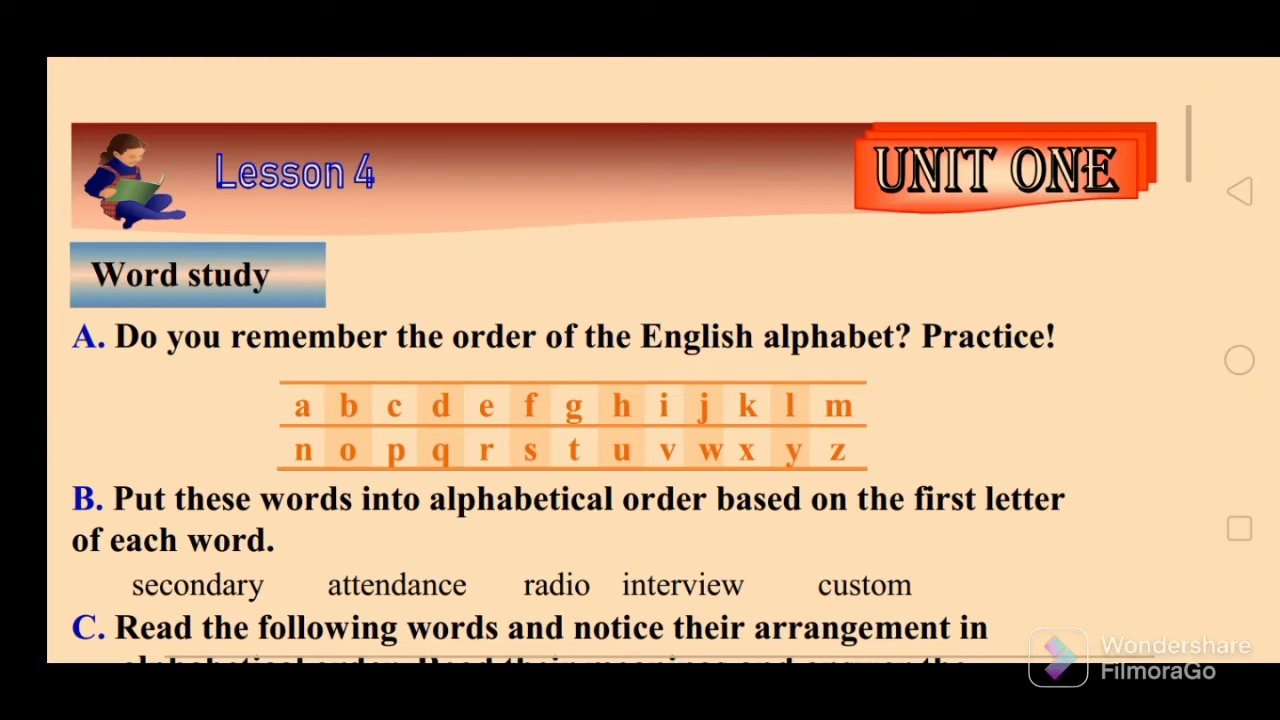 Lesson 4
UNIT ONE
Word study
A. Do you remember the order of the English alphabet? Practice!
a b c d e f g h i j k l m
n o p q r s t u v w x y z
B. Put these words into alphabetical order based on the first letter
of each word.
secondary attendance radio interview custom
C. Read the following words and notice their arrangement in
Wondershare
FilmoraGo